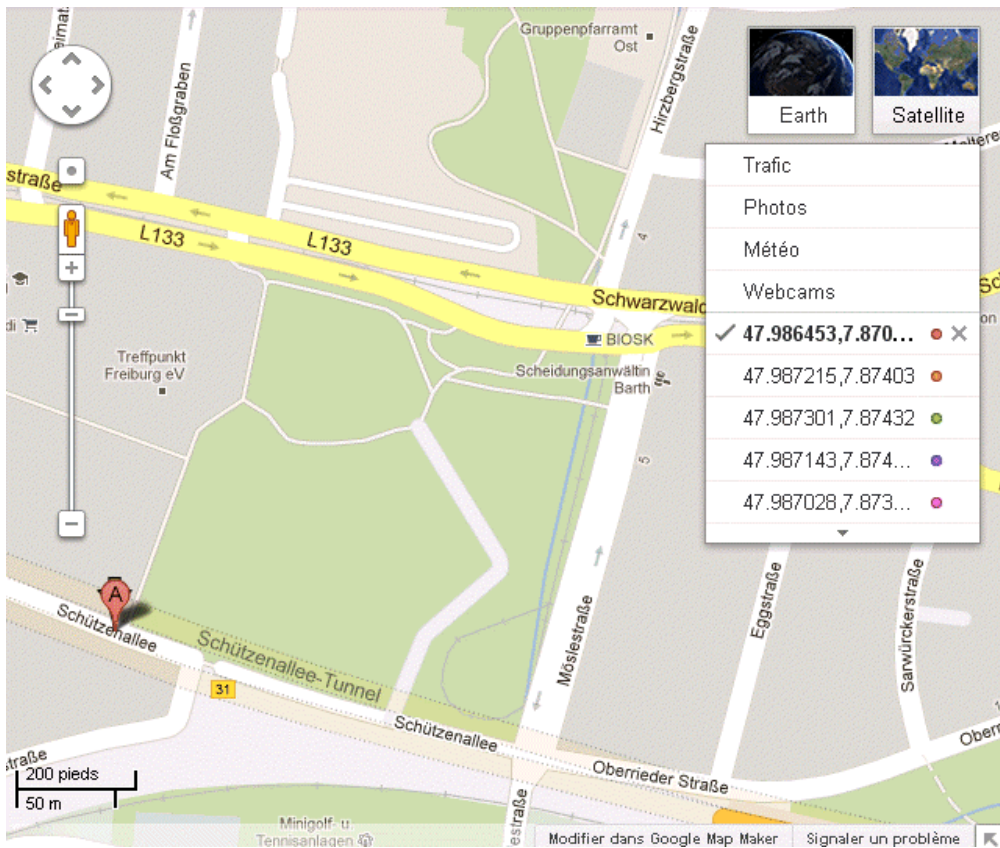 Gruppenpfarramt
Ost
Hirzbergstraße
Am Floßgraben
Earth
Satellite
Trafic
Photos
Météo
Webcams
47.986453,7.870...
47.987215,7.87403
47.987301,7.87432
47.987143,7.874...
47.987028,7.873...
straße
L133
L133
4
Schwarzwald
BIOSK
Treffpunkt
Freiburg eV
Scheidungsanwältin
Barth
5
A
Schützenallee
Schützenallee-Tunnel
31
Schützenallee
Möslestraße
Eggstraße
Sarwürckerstraße
Oberrieder Straße
Oberr
straße
estraße
200 pieds
50 m
Minigolf- u.
Tennisanlagen
Modifier dans Google Map Maker
Signaler un problème